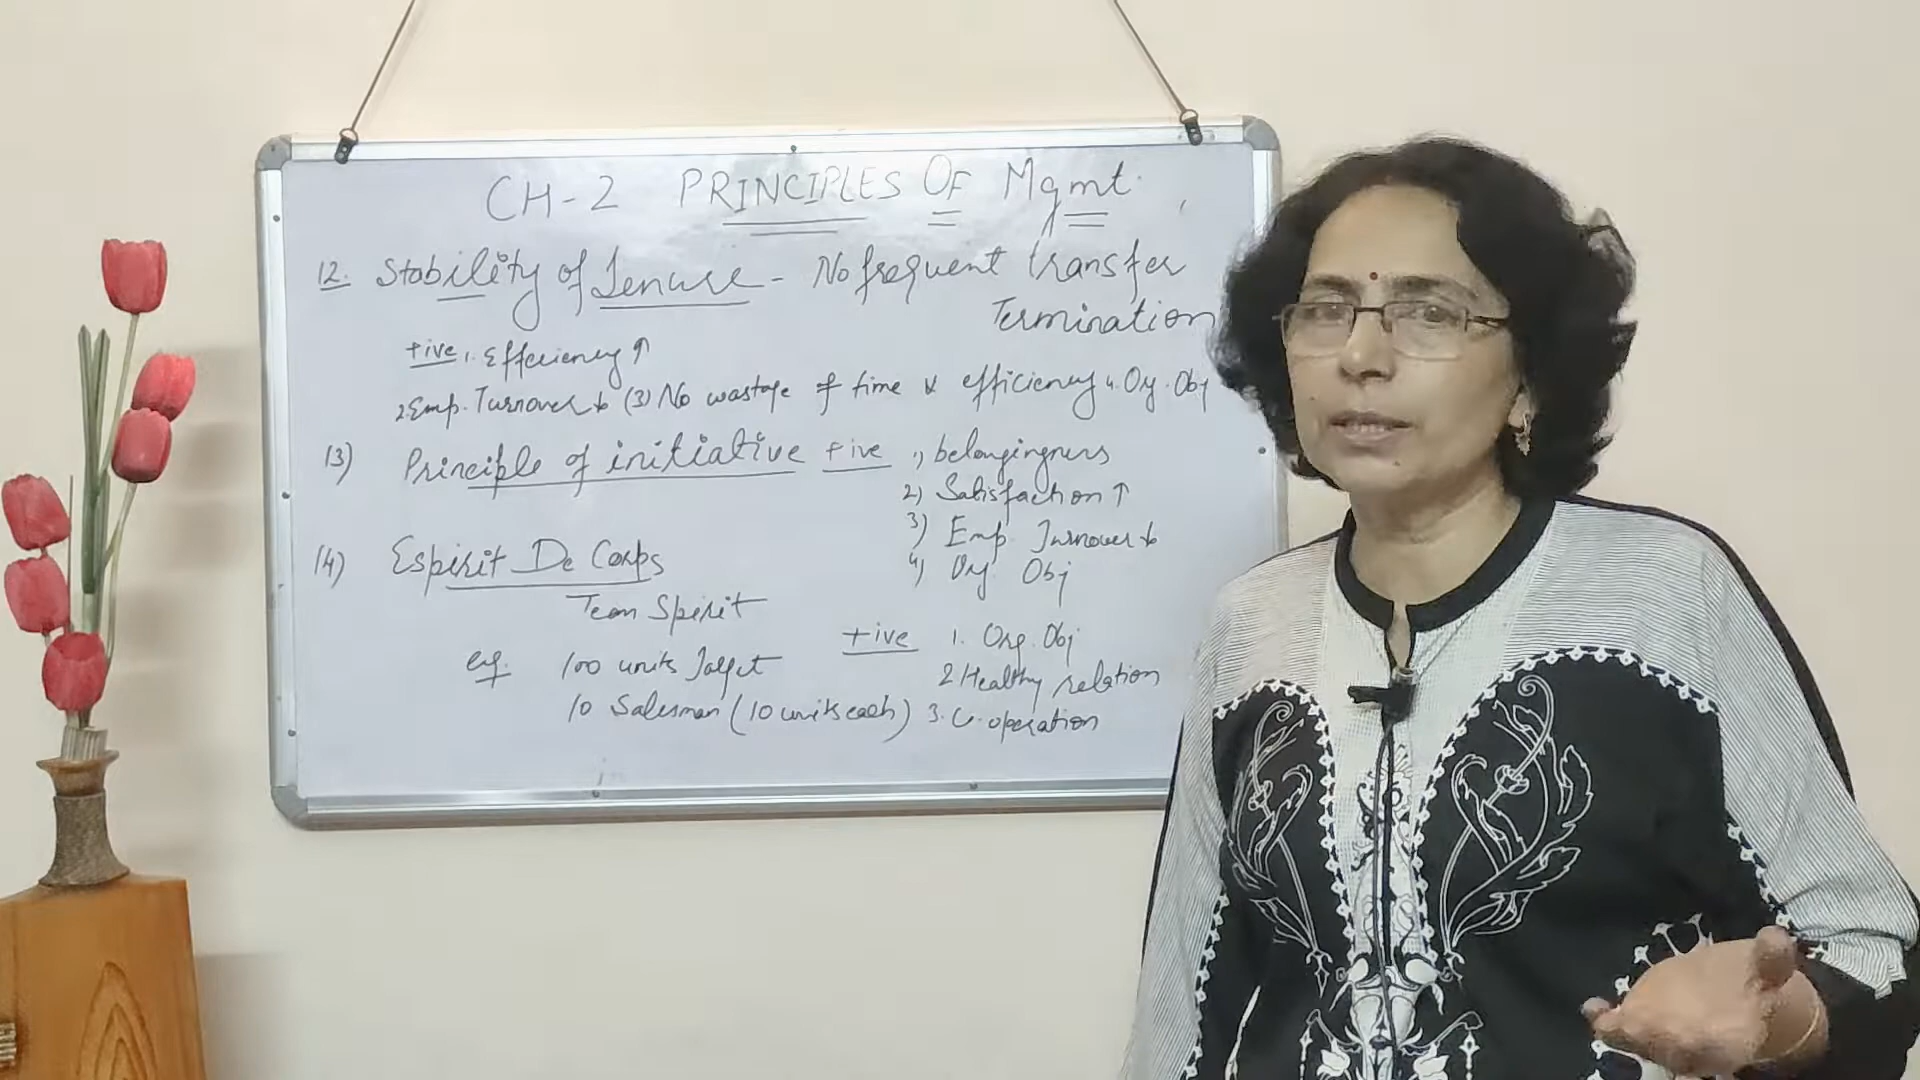 CH-2 PRINCIPLES OF Mgmt.
12. Stability of Tenure - No frequent transfer
Termination
+ive 1. Efficiency ↑
2 Emp. Turnover ↓ (3) No wastage of time & efficiency 4. Org. Obj
13) Principle of initiative +ive 1) belongingness
2) Satisfaction ↑
3) Emp. Turnover ↓
4) Org. Obj
14) Espirit De Corps
Team Spirit
+ive 1. Org. Obj
eg. 100 units Target
2 Healthy relation
10 Salesman (10 units each) 3. Co-operation